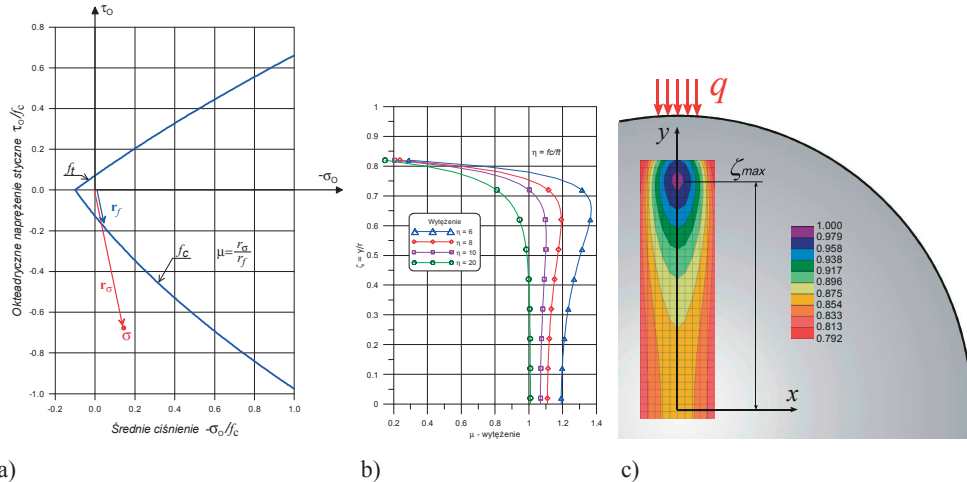 τO
0.8
0.6
0.4
0.2
0.0
-0.2
-0.4
-0.6
-0.8
-1.0
Oktaedryczne naprężenie styczne τO/fc
ft
-σO
rf
fc
μ=rσ/rf
rσ
σ
-0.2 0.0 0.2 0.4 0.6 0.8 1.0
Średnie ciśnienie -σO/fc
a)
1
0.9
0.8
0.7
0.6
0.5
0.4
0.3
0.2
0.1
0
ζ = y/r
η = fc/ft
Wytężenie
η = 6
η = 8
η = 10
η = 20
0.2 0.4 0.6 0.8 1 1.2 1.4
μ - wytężenie
b)
q
y
ζmax
1.000
0.979
0.958
0.938
0.917
0.896
0.875
0.854
0.833
0.813
0.792
x
c)